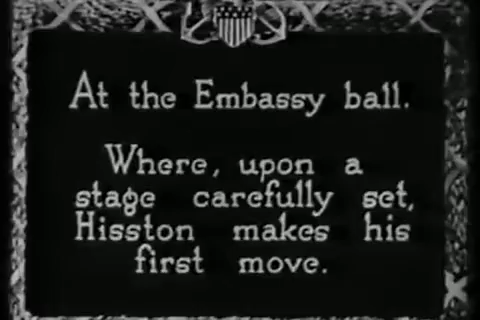 At the Embassy ball.
Where, upon a
stage carefully set,
Hisston makes his
first move.